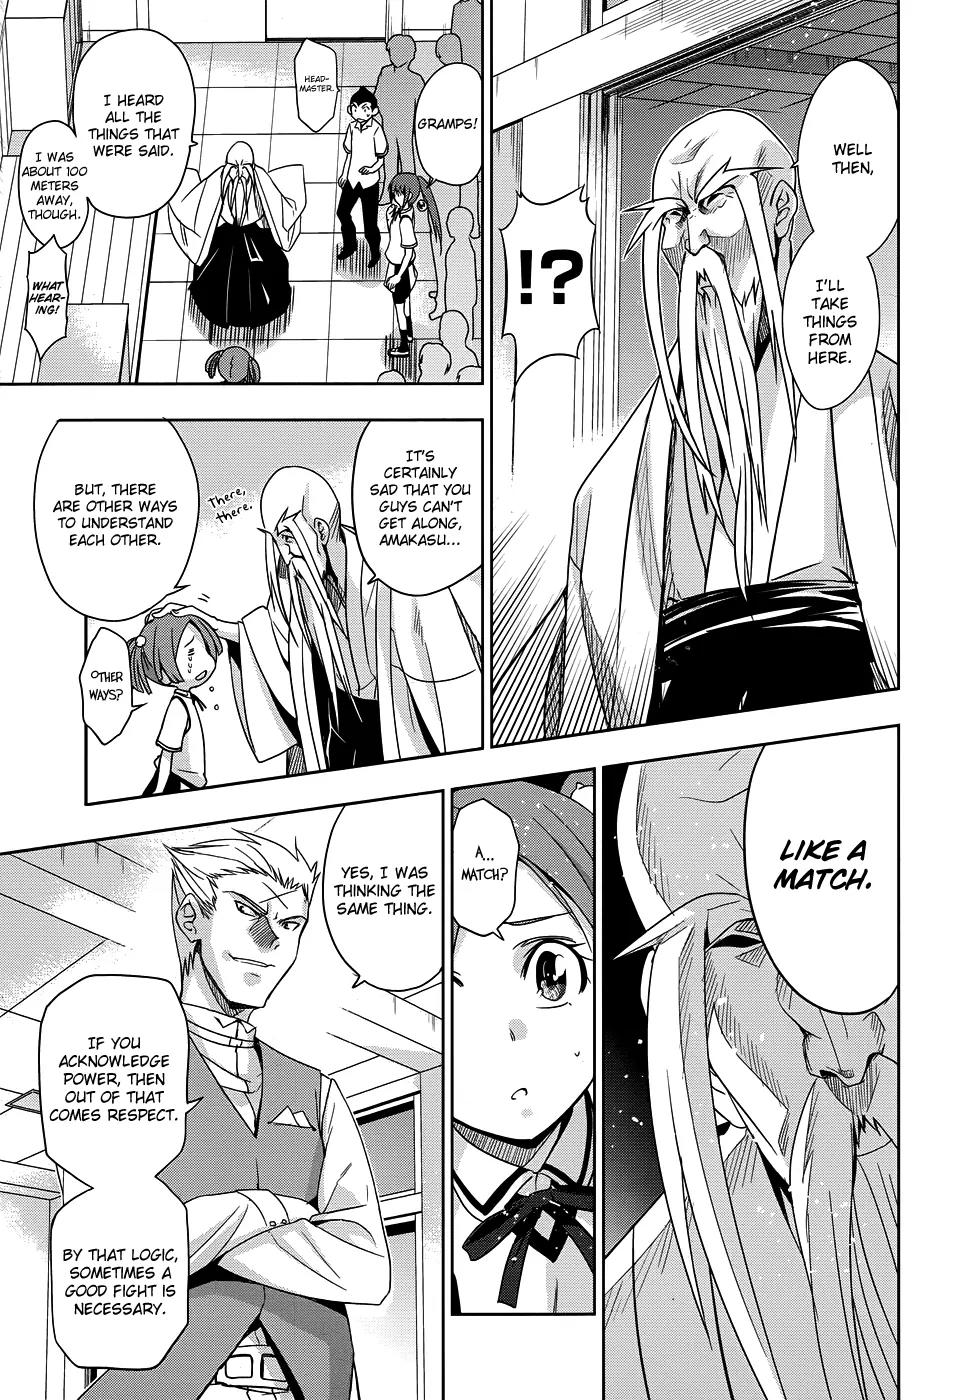 WELL
THEN,
I'LL
TAKE
THINGS
FROM
HERE.
!?
GRAMPS!
HEAD-
MASTER.
I HEARD
ALL THE
THINGS THAT
WERE SAID.
I WAS
ABOUT 100
METERS
AWAY,
THOUGH.
WHAT
HEAR-
ING!
IT'S
CERTAINLY
SAD THAT YOU
GUYS CAN'T
GET ALONG,
AMAKASU...
There,
there.
BUT, THERE
ARE OTHER WAYS
TO UNDERSTAND
EACH OTHER.
OTHER
WAYS?
LIKE A
MATCH.
A...
MATCH?
YES, I WAS
THINKING THE
SAME THING.
IF YOU
ACKNOWLEDGE
POWER, THEN
OUT OF THAT
COMES RESPECT.
BY THAT LOGIC,
SOMETIMES A
GOOD FIGHT IS
NECESSARY.